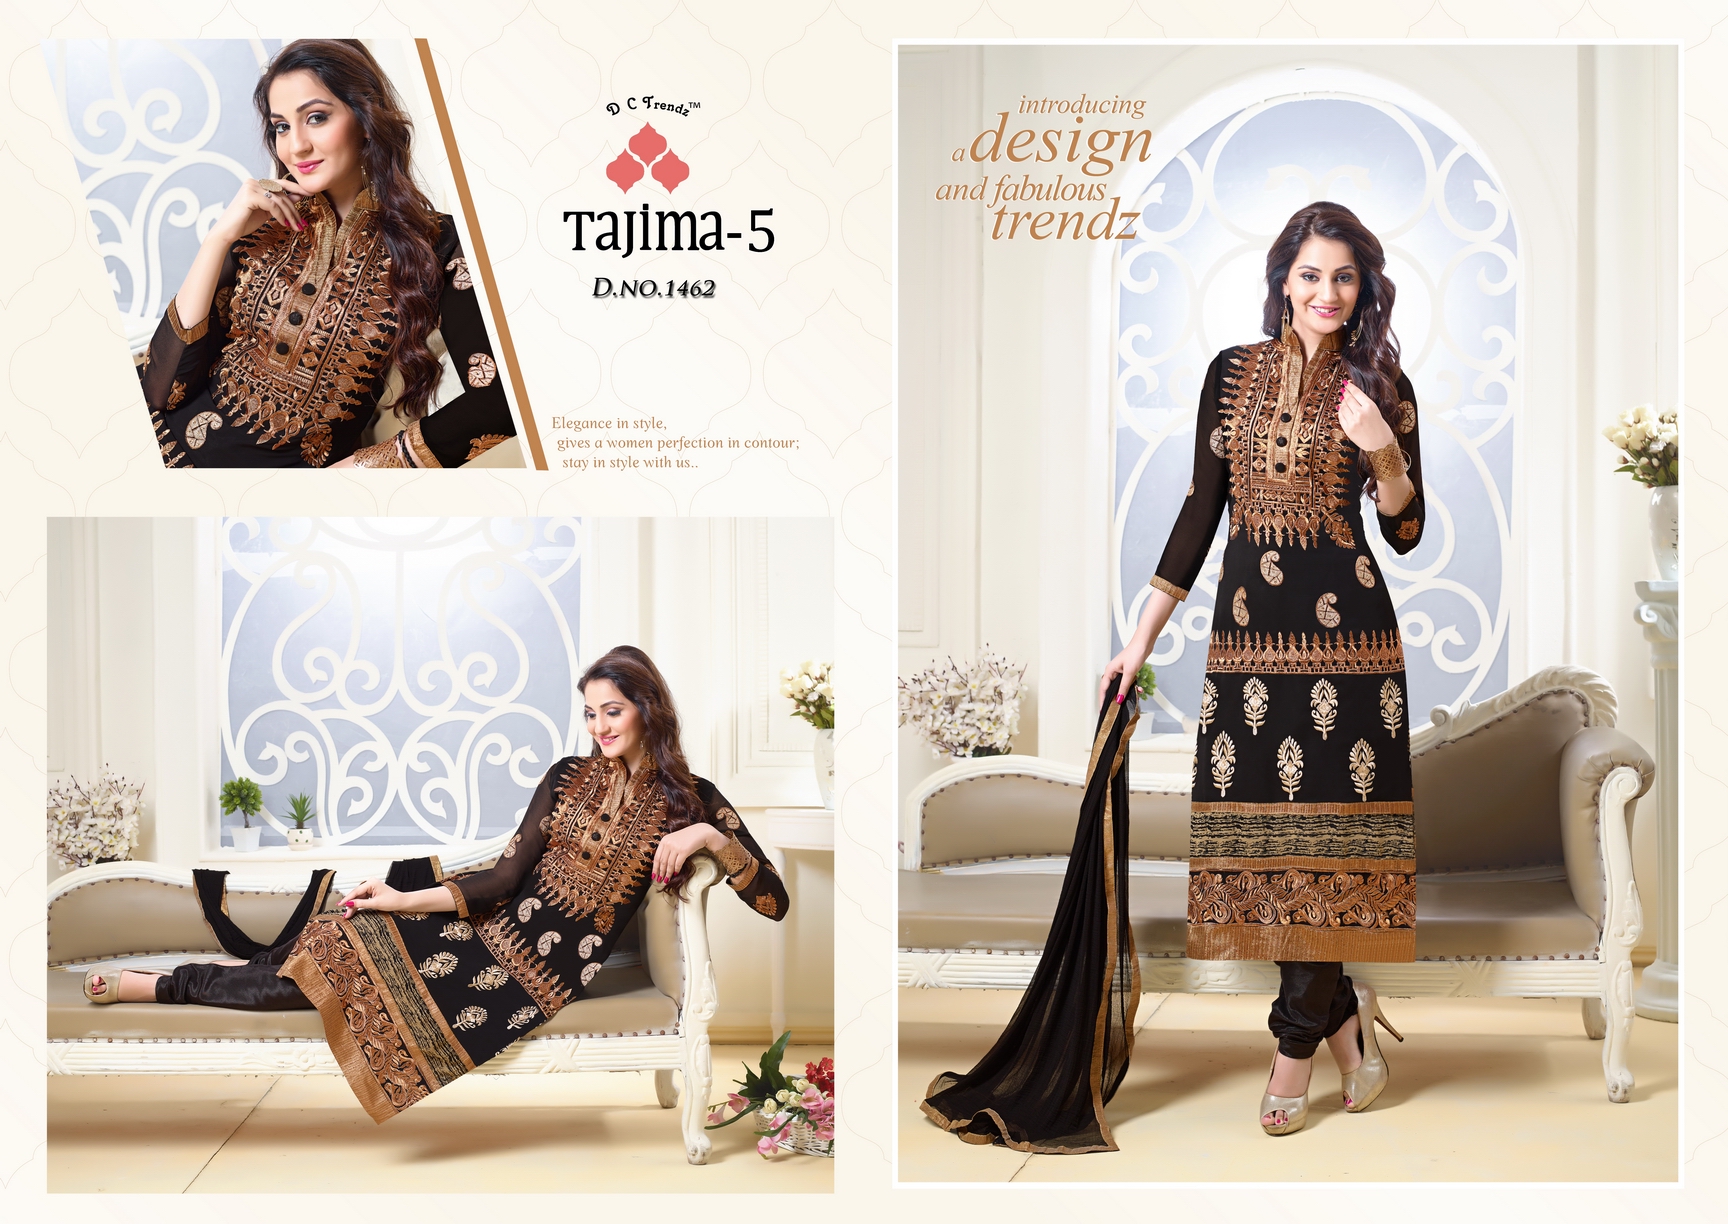 D C Trendz™
Tajima-5
D.NO.1462
Elegance in style,
gives a women perfection in contour;
stay in style with us..
introducing
a design
and fabulous
trendz